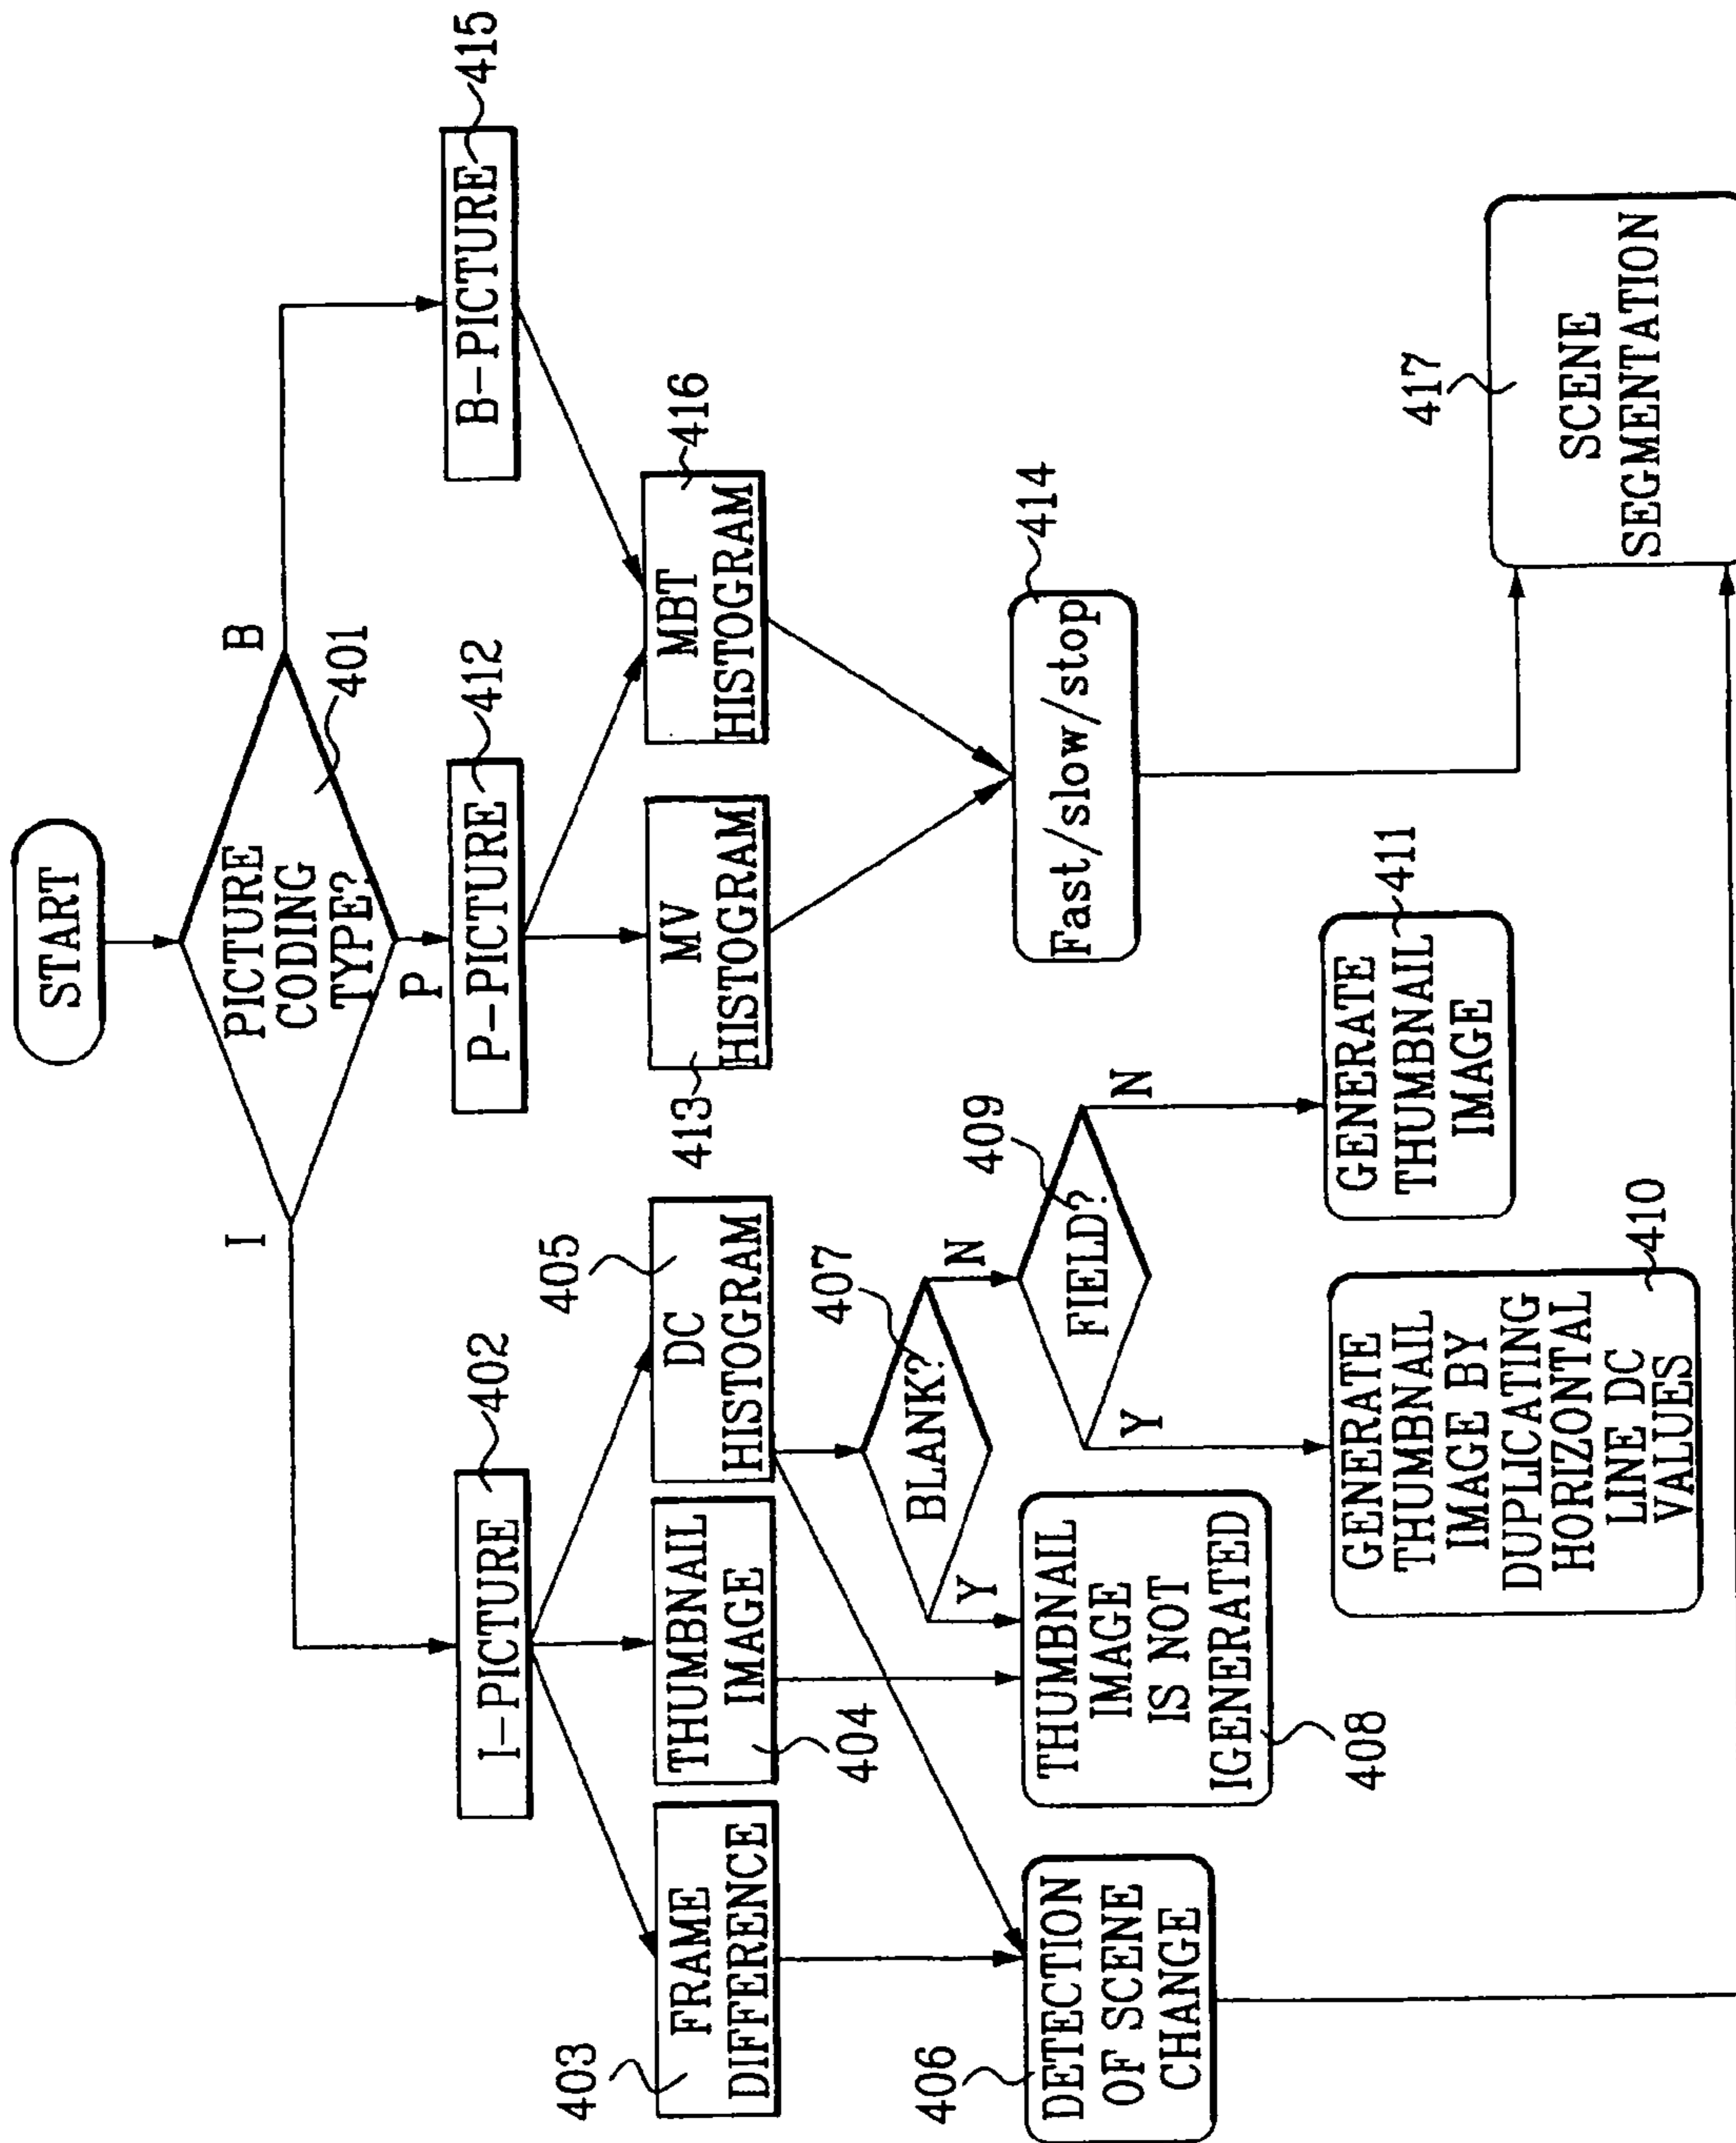 START
PICTURE
CODING
TYPE?
401
I
P
B
I-PICTURE
402
P-PICTURE
412
B-PICTURE
415
403
FRAME
DIFFERENCE
THUMBNAIL
IMAGE
404
DC
HISTOGRAM
405
413
MV
HISTOGRAM
MBT
HISTOGRAM
416
BLANK?
407
Y
N
406
DETECTION
OF SCENE
CHANGE
THUMBNAIL
IMAGE
IS NOT
IGENERATED
408
FIELD?
409
Y
N
Fast/slow/stop
414
GENERATE
THUMBNAIL
IMAGE BY
DUPLICATING
HORIZONTAL
LINE DC
VALUES
410
GENERATE
THUMBNAIL
IMAGE
411
417
SCENE
SEGMENTATION